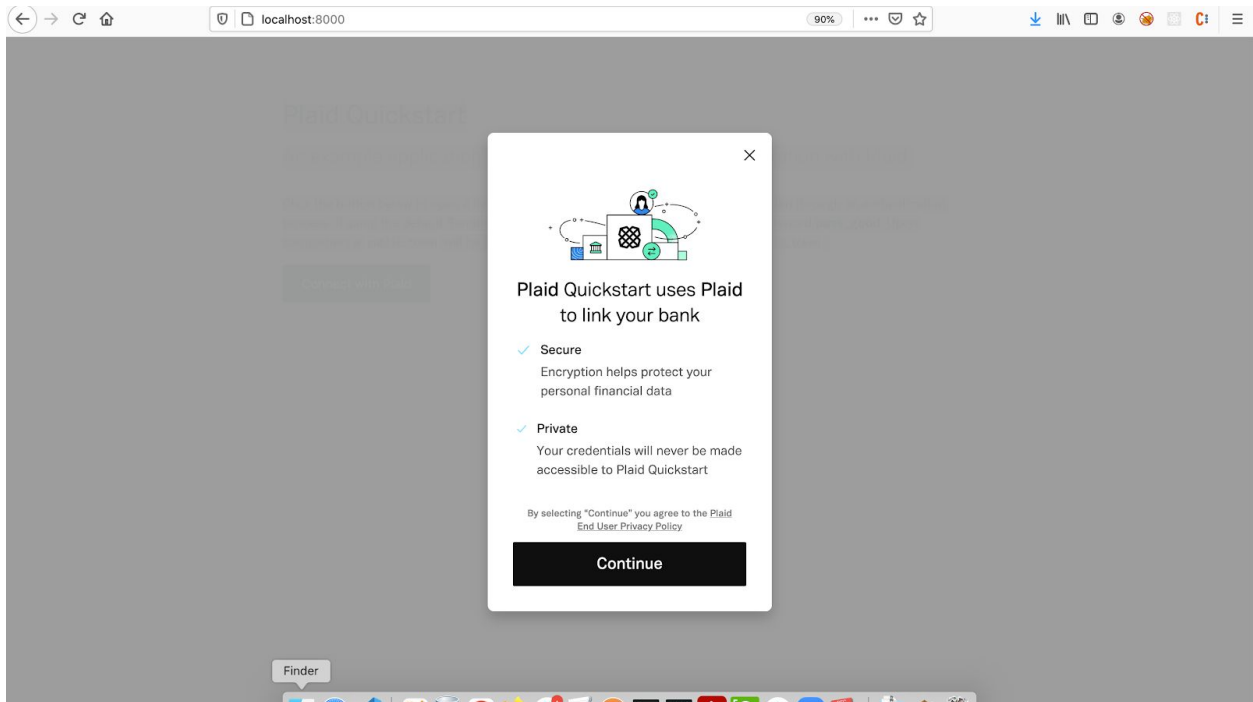 localhost:8000
90%
Plaid Quickstart
Plaid Quickstart uses Plaid
to link your bank
Secure
Encryption helps protect your
personal financial data
Private
Your credentials will never be made
accessible to Plaid Quickstart
By selecting "Continue" you agree to the Plaid
End User Privacy Policy
Continue
Finder